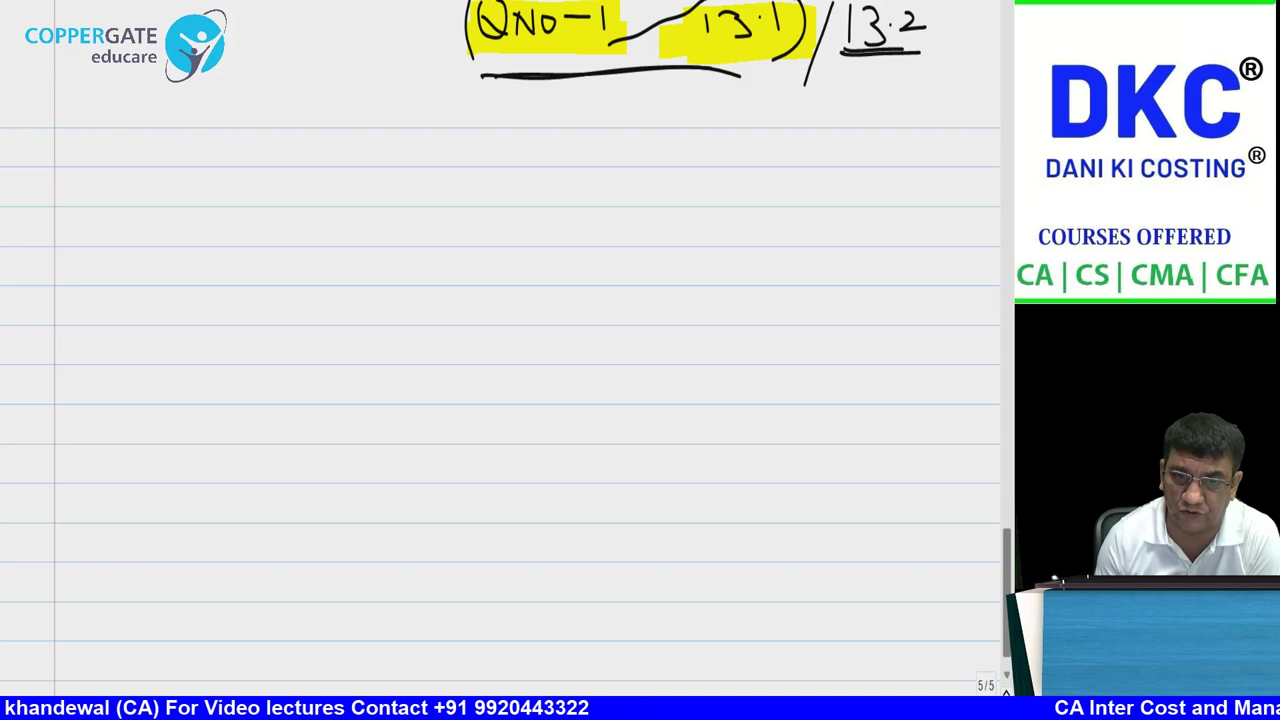 COPPERGATE
educare
(QNO-1 13.1) / 13.2
DKC®
DANI KI COSTING®
COURSES OFFERED
CA | CS | CMA | CFA
5/5
khandewal (CA) For Video lectures Contact +91 9920443322
CA Inter Cost and Mana